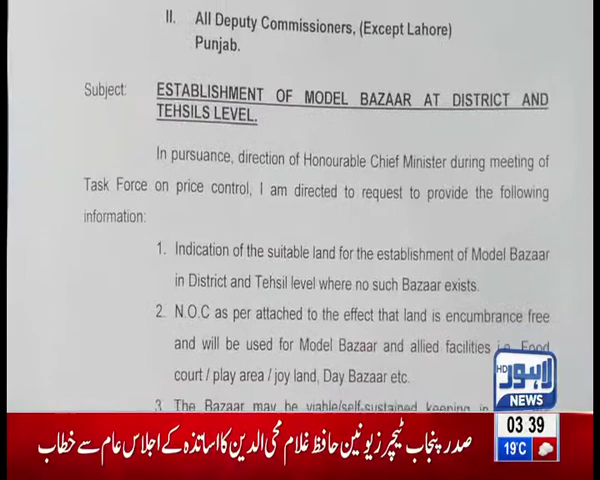 II. All Deputy Commissioners, (Except Lahore)
Punjab.
Subject: ESTABLISHMENT OF MODEL BAZAAR AT DISTRICT AND
TEHSILS LEVEL.
In pursuance, direction of Honourable Chief Minister during meeting of
Task Force on price control, I am directed to request to provide the following
information:
1. Indication of the suitable land for the establishment of Model Bazaar
in District and Tehsil level where no such Bazaar exists.
2. N.O.C as per attached to the effect that land is encumbrance free
and will be used for Model Bazaar and allied facilities i.e. Food
court / play area / joy land, Day Bazaar etc.
3 The Bazaar may be viable/self-sustained keeping in
HD
لاہور
NEWS
03 39
19°C
صدر پنجاب ٹیچرز یونین حافظ غلام محی الدین کا اساتذہ کے اجلاس عام سے خطاب